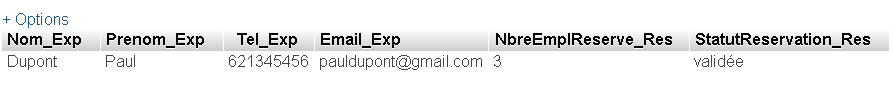 + Options
Nom_Exp Prenom_Exp Tel_Exp Email_Exp NbreEmplReserve_Res StatutReservation_Res
Dupont Paul 621345456 pauldupont@gmail.com 3 validée